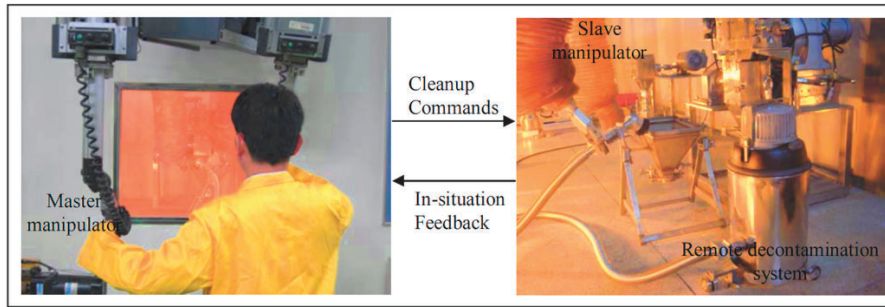 Master
manipulator
Cleanup
Commands
In-situation
Feedback
Slave
manipulator
Remote decontamination
system